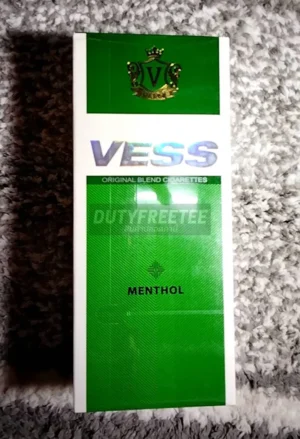 V
VESS
ORIGINAL BLEND CIGARETTES
DUTYFREETEE
MENTHOL